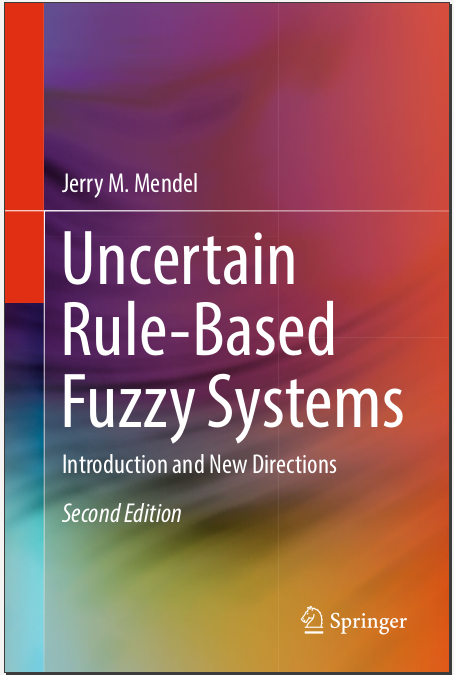 Jerry M. Mendel
Uncertain
Rule-Based
Fuzzy Systems
Introduction and New Directions
Second Edition
Springer